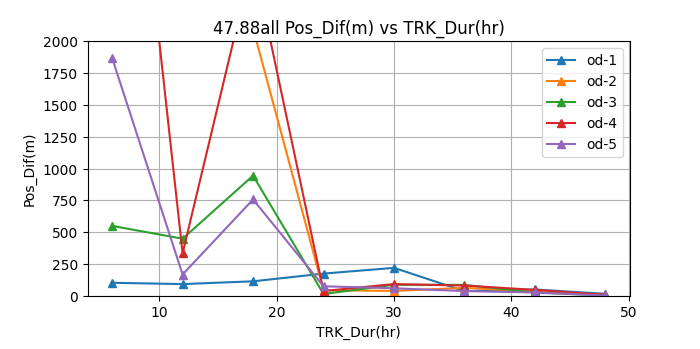 47.88all Pos_Dif(m) vs TRK_Dur(hr)
2000
1750
1500
1250
1000
750
500
250
0
Pos_Dif(m)
od-1
od-2
od-3
od-4
od-5
10
20
30
40
50
TRK_Dur(hr)